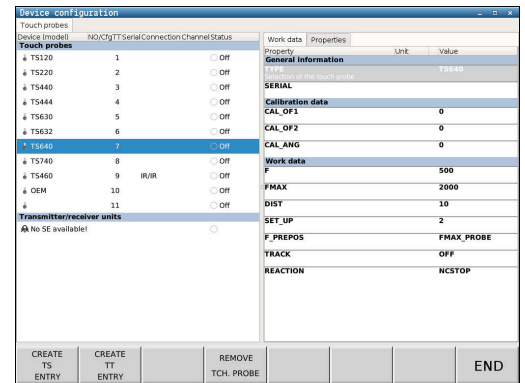 Device configuration
Touch probes
Device (model) NO/CfgTT Serial Connection Channel Status
Touch probes
TS120 1 Off
TS220 2 Off
TS440 3 Off
TS444 4 Off
TS630 5 Off
TS632 6 Off
TS640 7 Off
TS740 8 Off
TS460 9 IR/IR Off
OEM 10 Off
11 Off
Transmitter/receiver units
No SE available!
Work data Properties
Property Unit Value
General information
TYPE TS640
Selection of the touch probe
SERIAL
Calibration data
CAL_OF1 0
CAL_OF2 0
CAL_ANG 0
Work data
F 500
FMAX 2000
DIST 10
SET_UP 2
F_PREPOS FMAX_PROBE
TRACK OFF
REACTION NCSTOP
CREATE TS ENTRY
CREATE TT ENTRY
REMOVE TCH. PROBE
END